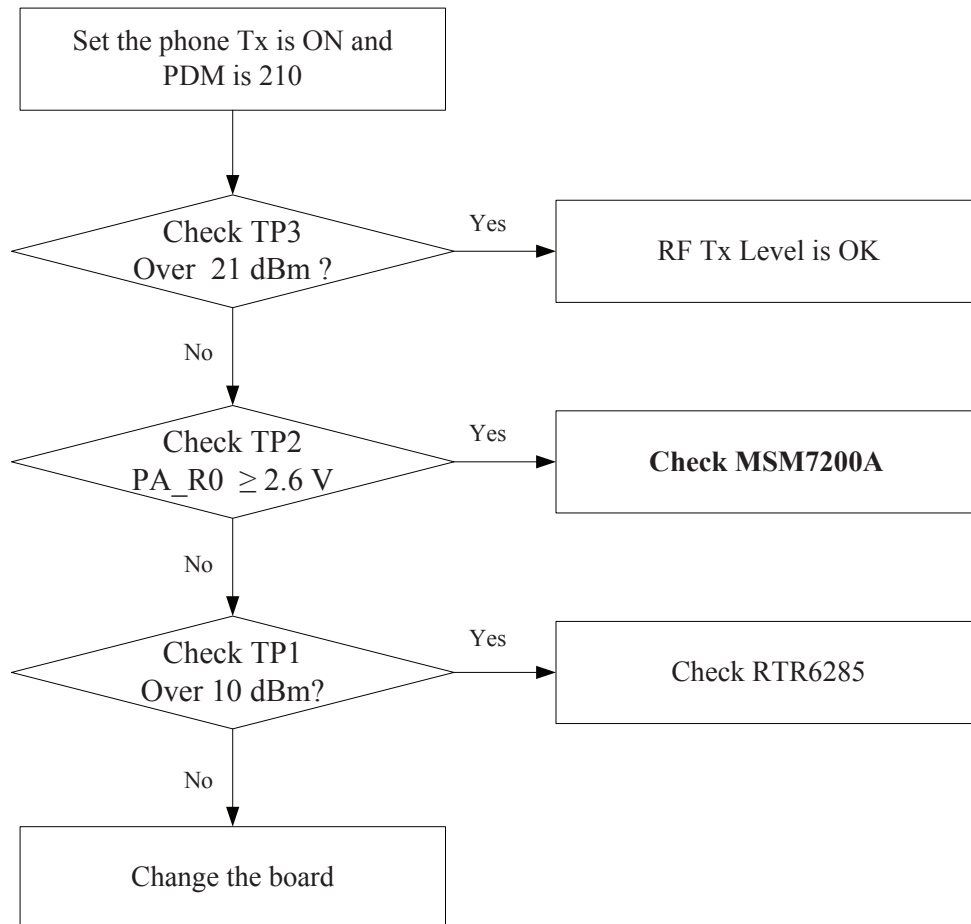 Set the phone Tx is ON and
PDM is 210
Check TP3
Over 21 dBm ?
Yes
RF Tx Level is OK
No
Check TP2
PA_R0 ≥ 2.6 V
Yes
Check MSM7200A
No
Check TP1
Over 10 dBm?
Yes
Check RTR6285
No
Change the board